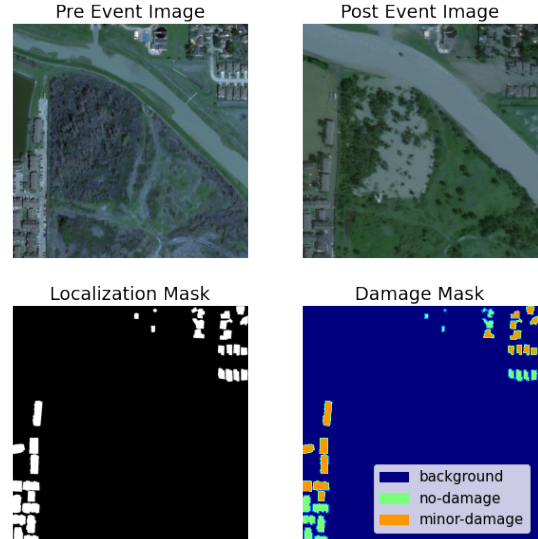 Pre Event Image
Post Event Image
Localization Mask
Damage Mask
background
no-damage
minor-damage